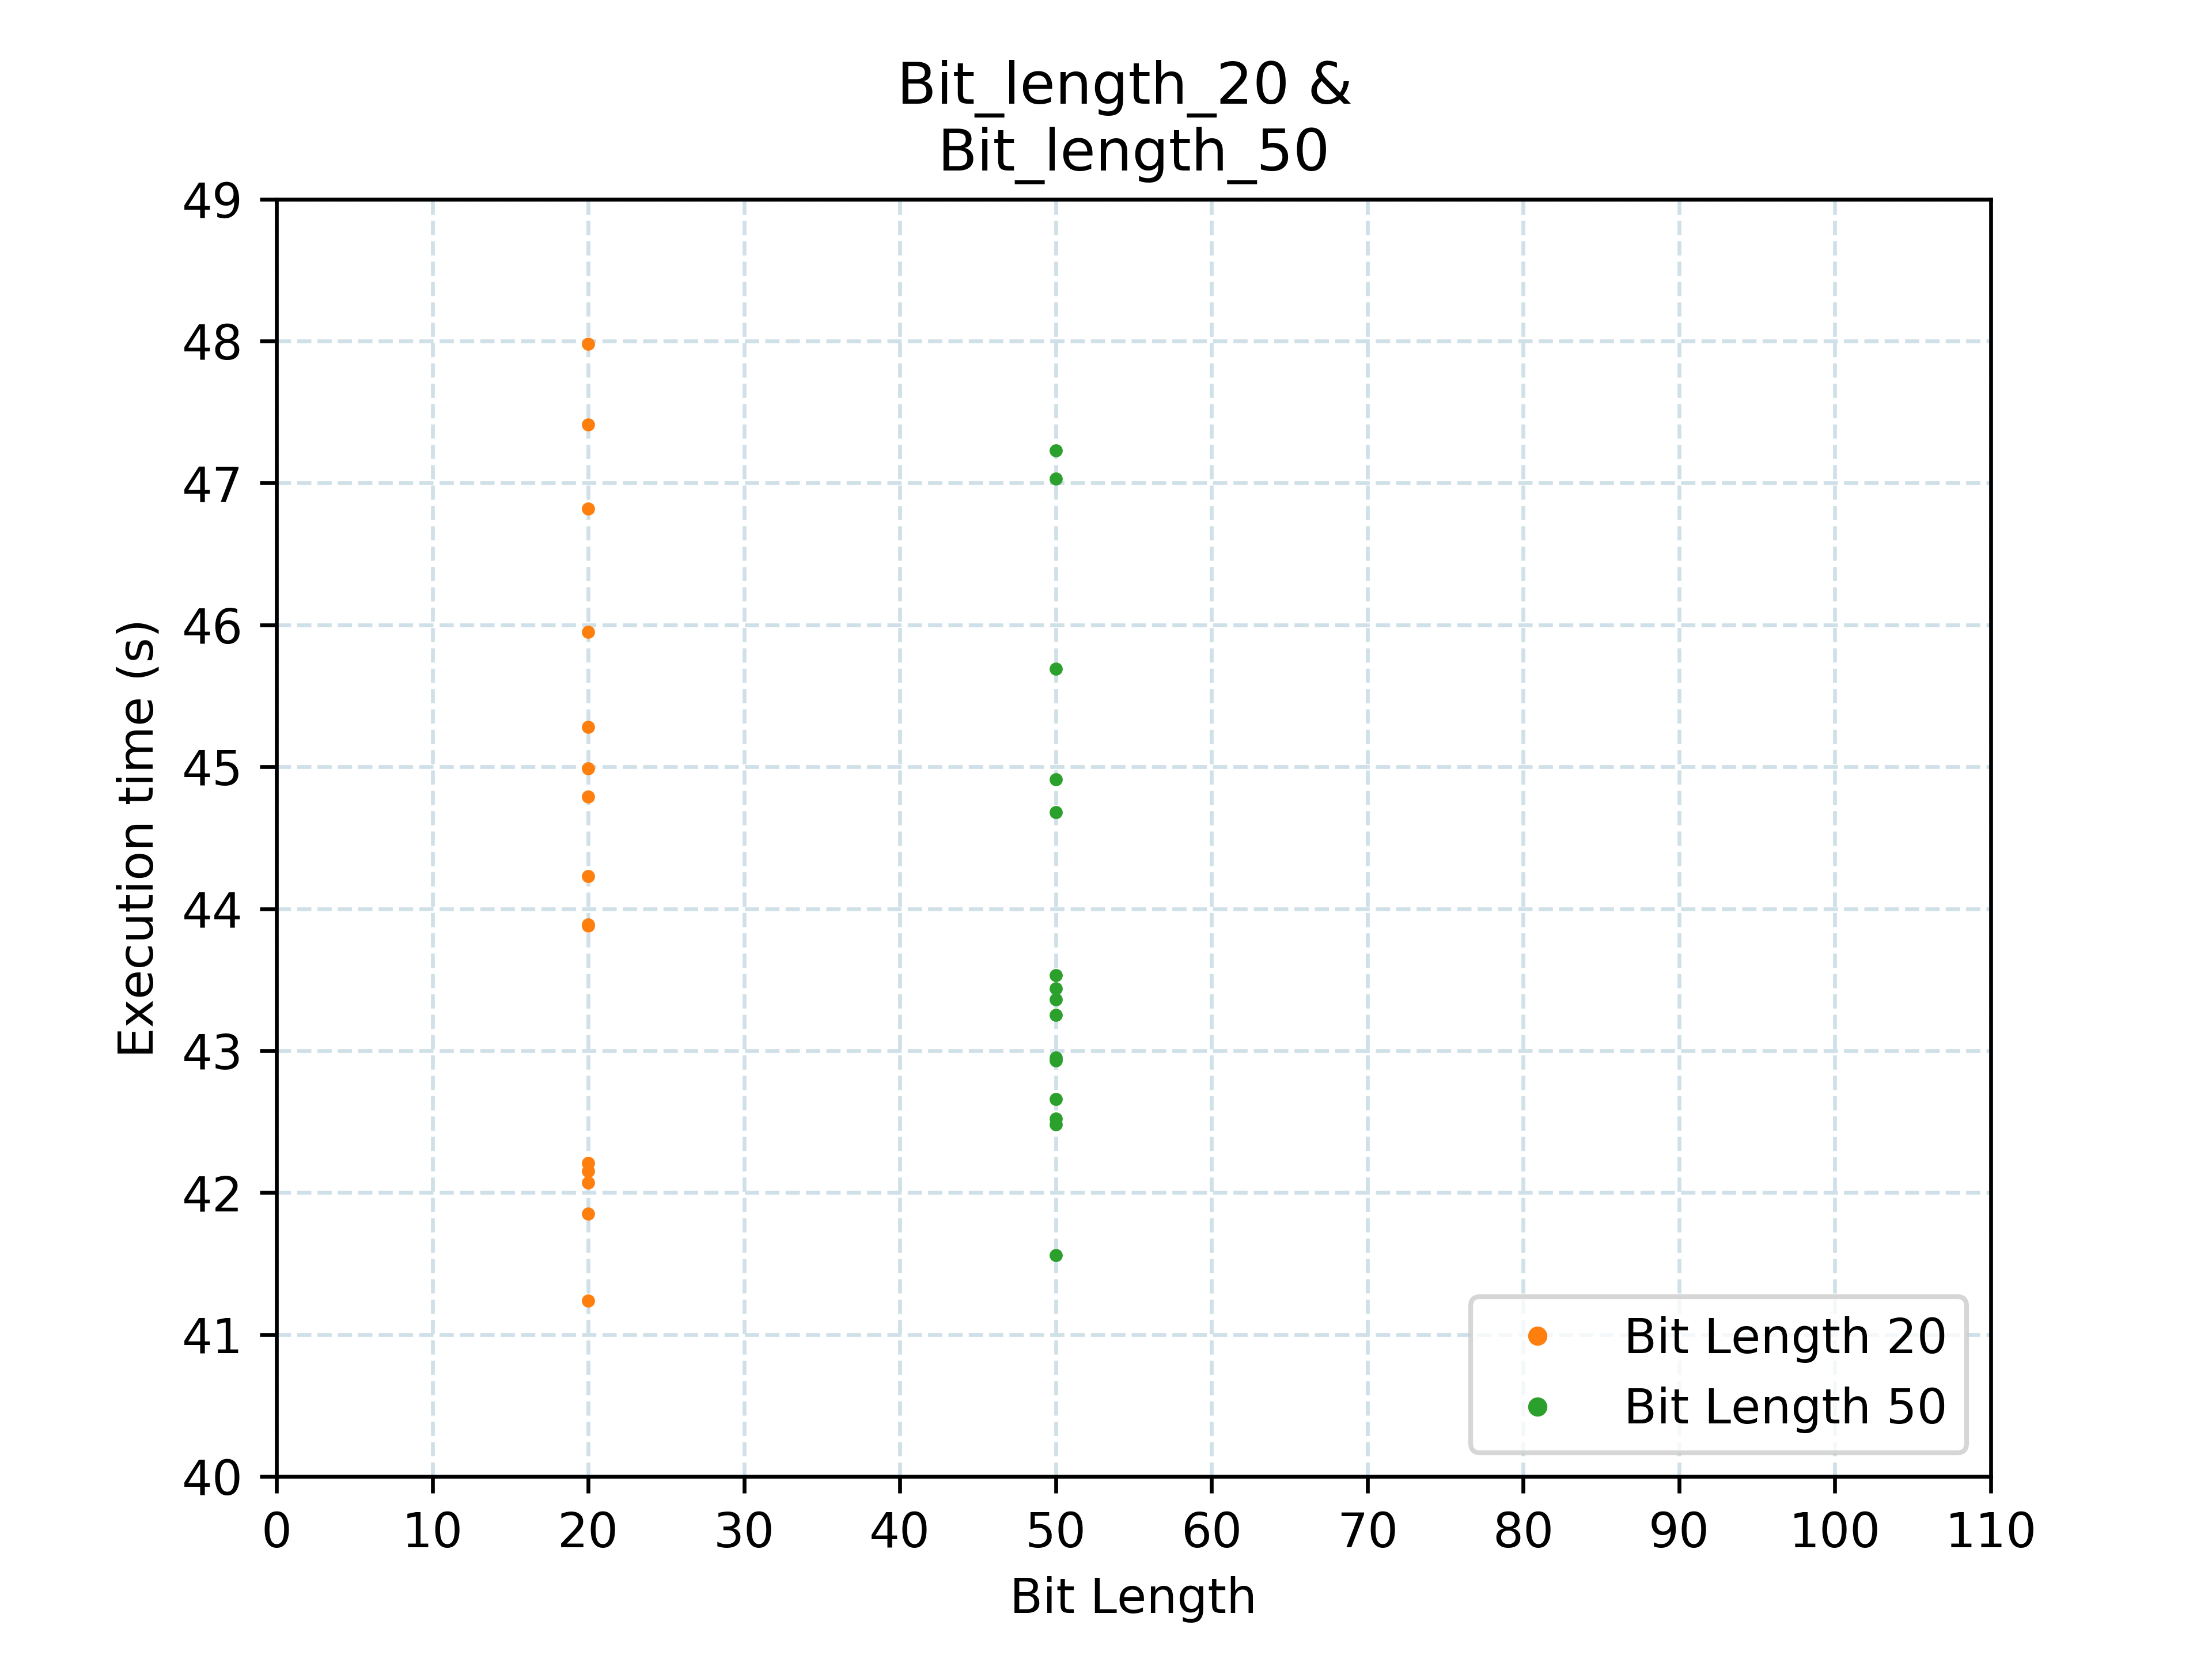 Bit_length_20 &
Bit_length_50
49
48
47
46
45
44
43
42
41
40
Execution time (s)
0 10 20 30 40 50 60 70 80 90 100 110
Bit Length
Bit Length 20
Bit Length 50